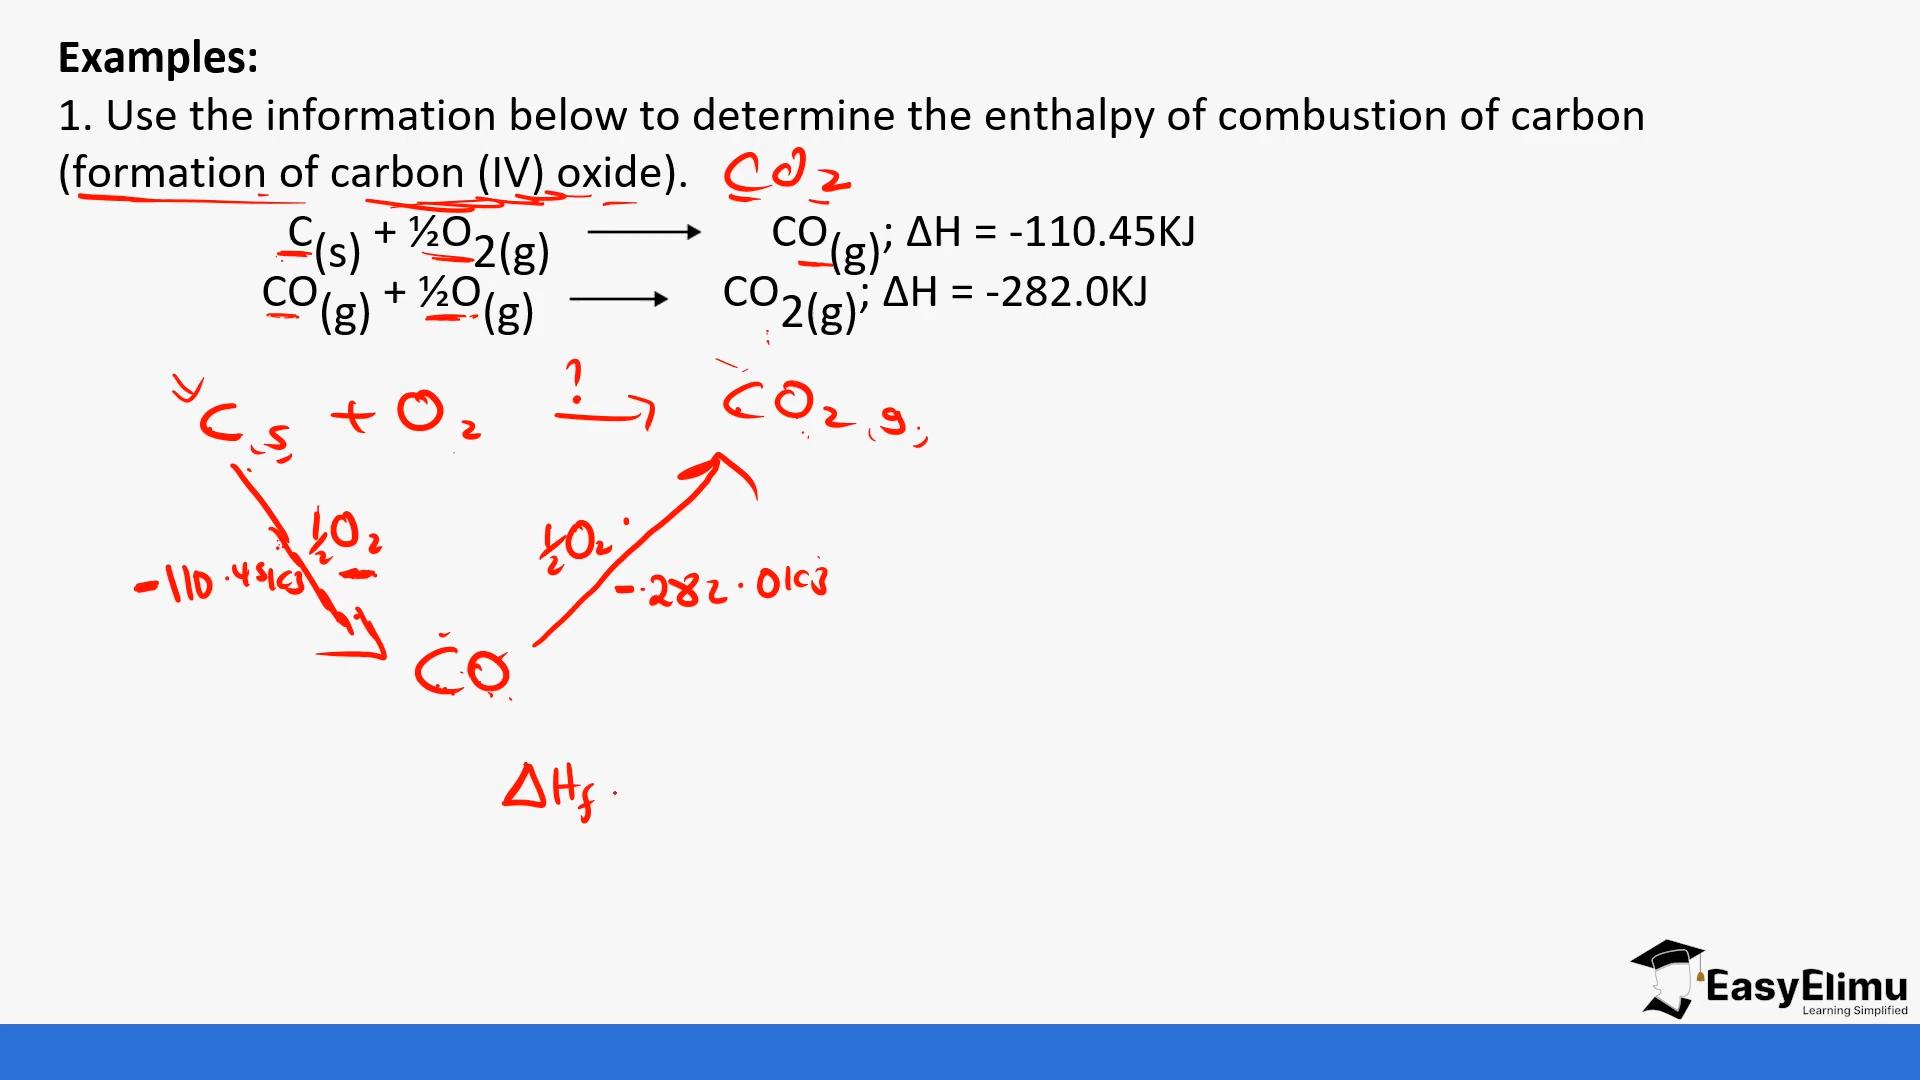 Examples:
1. Use the information below to determine the enthalpy of combustion of carbon
(formation of carbon (IV) oxide). CO2
C(s) + ½O2(g) ⟶ CO(g); ΔH = -110.45KJ
CO(g) + ½O(g) ⟶ CO2(g); ΔH = -282.0KJ
C(s) + O2 ?→ CO2(g)
½O2 ½O2
-110.45KJ -282.0KJ
CO
ΔHf
EasyElimu
Learning Simplified